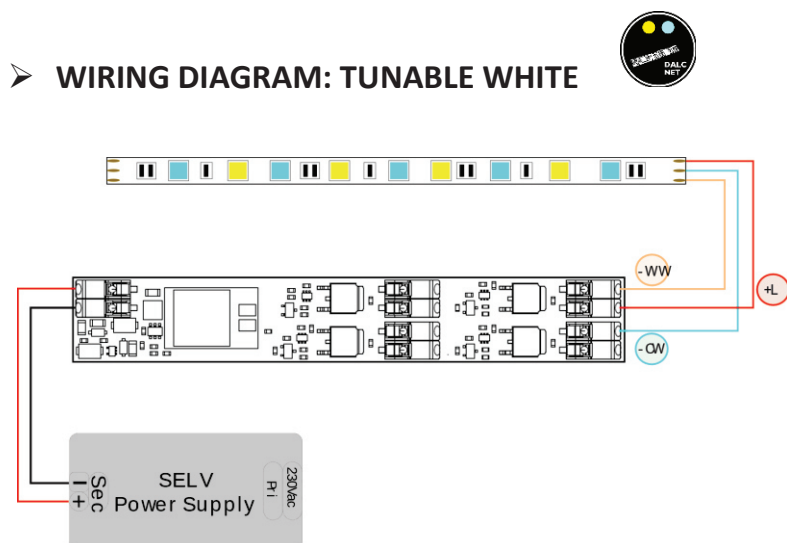 ➢ WIRING DIAGRAM: TUNABLE WHITE
DALC
NET
- WW
+L
- CW
SELV
Power Supply
Sec
- +
Pri
230Vac